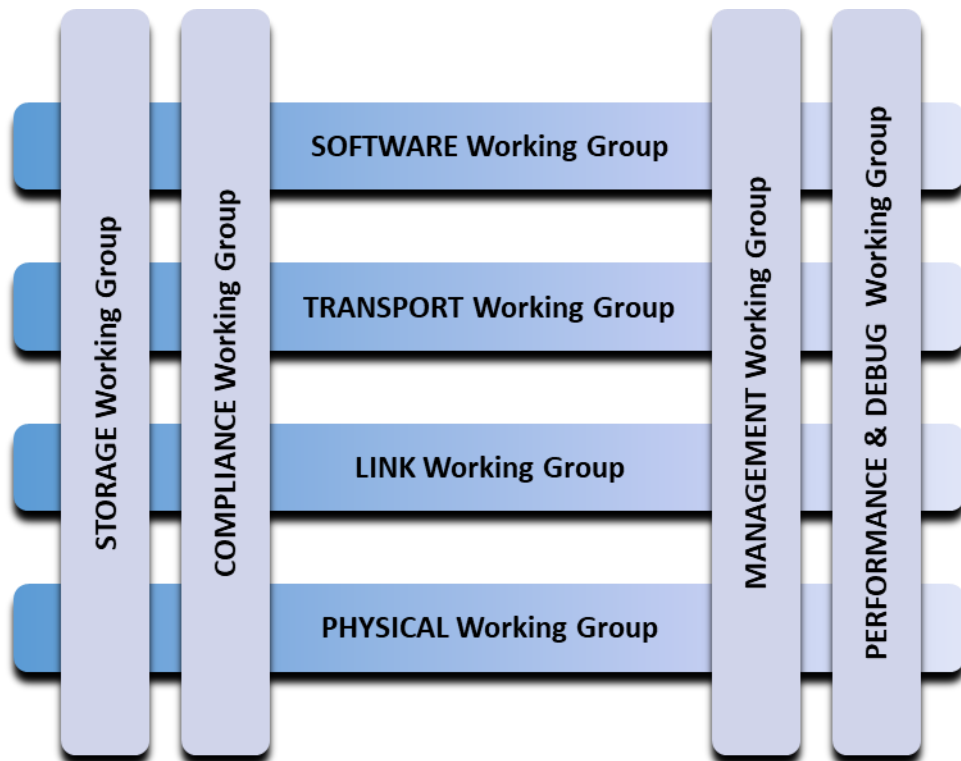 SOFTWARE Working Group
TRANSPORT Working Group
LINK Working Group
PHYSICAL Working Group
STORAGE Working Group
COMPLIANCE Working Group
MANAGEMENT Working Group
PERFORMANCE & DEBUG Working Group